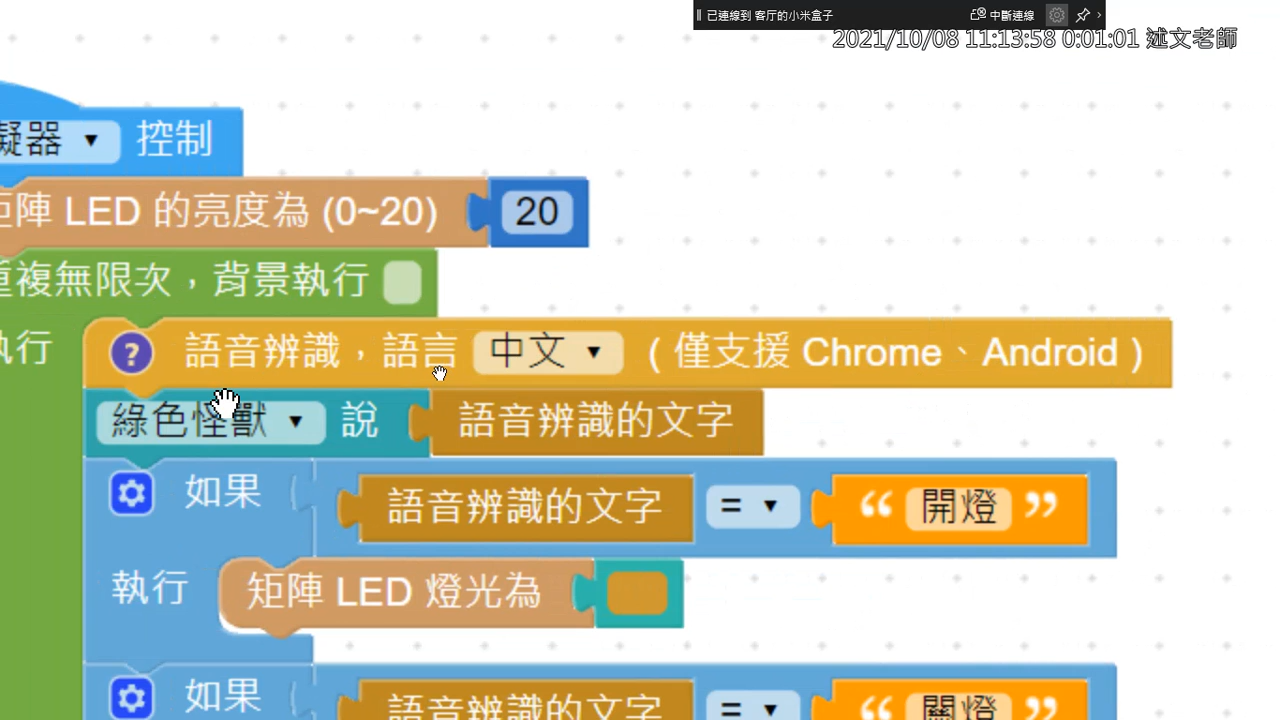 已連線到 客厅的小米盒子 中斷連線
2021/10/08 11:13:58 0:01:01 述文老師
擬器 控制
矩陣 LED 的亮度為 (0~20) 20
重複無限次，背景執行
執行
? 語音辨識，語言 中文 ( 僅支援 Chrome、Android )
綠色怪獸 說 語音辨識的文字
如果 語音辨識的文字 = “ 開燈 ”
執行 矩陣 LED 燈光為
如果 語音辨識的文字 = “ 關燈 ”